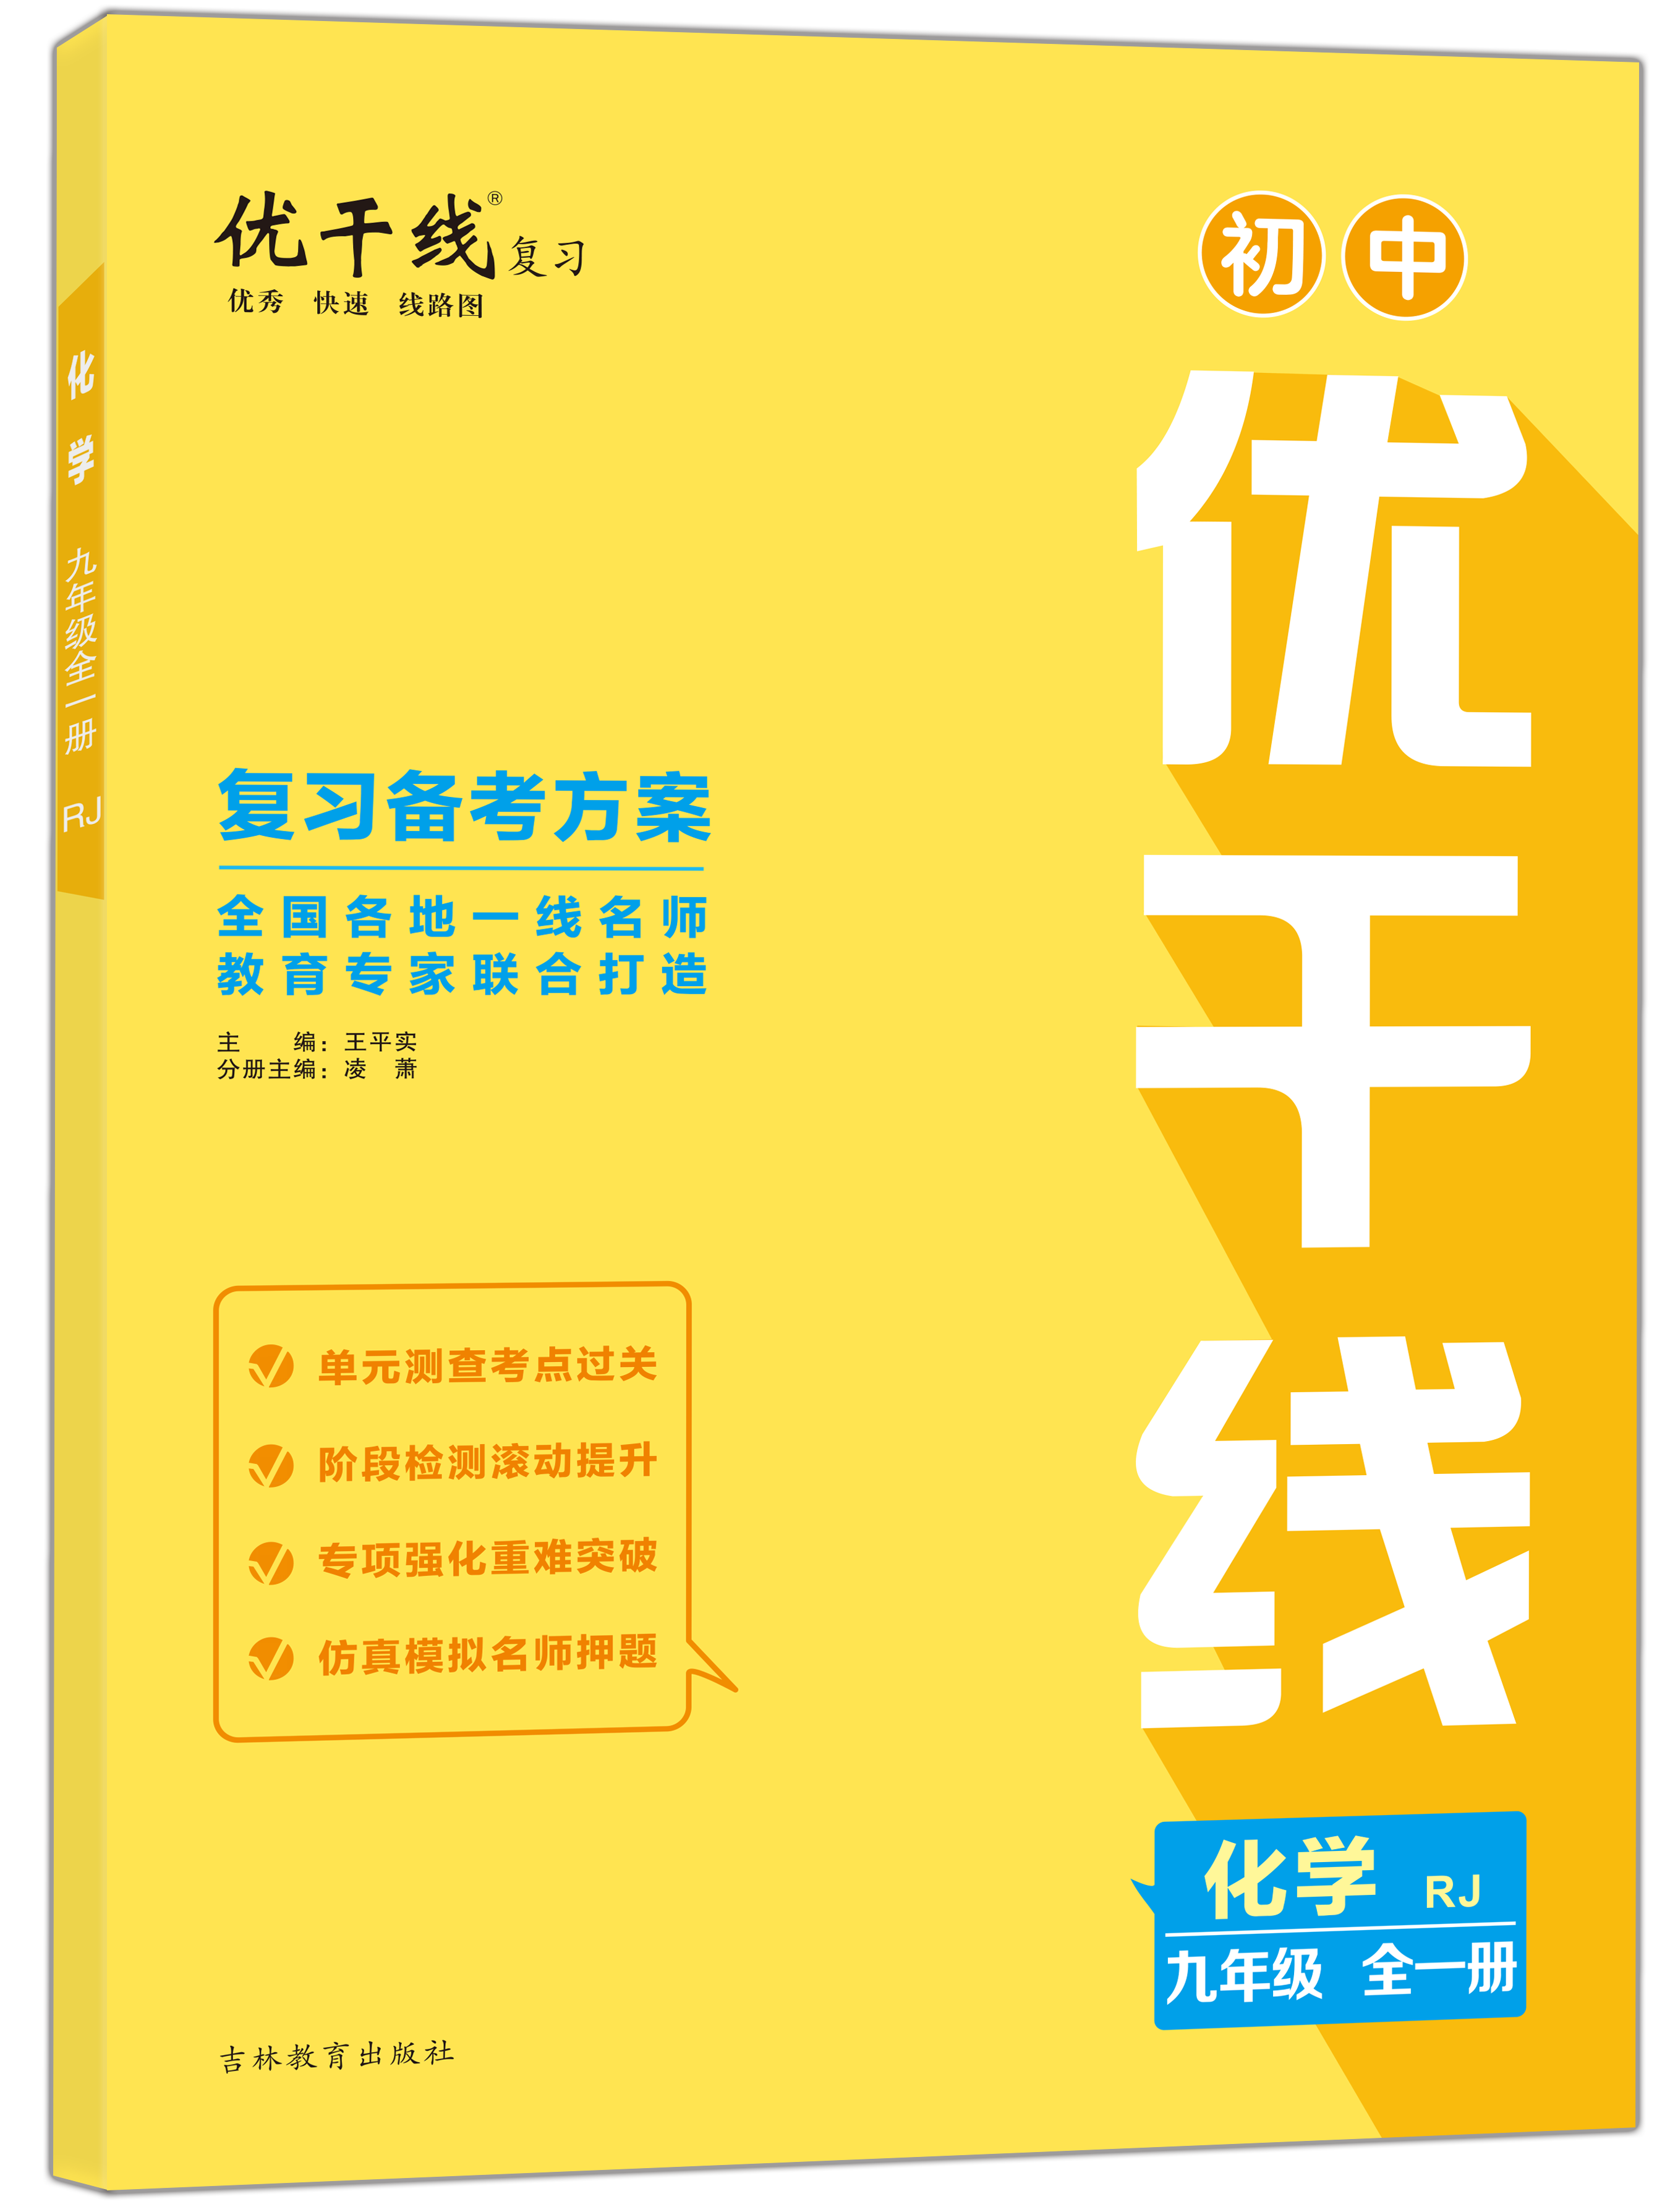 优干线®复习
优秀 快速 线路图
初中
优干线
复习备考方案
全国各地一线名师
教育专家联合打造
主 编：王平实
分册主编：凌 萧
单元测查考点过关
阶段检测滚动提升
专项强化重难突破
仿真模拟名师押题
化学 RJ
九年级 全一册
吉林教育出版社
化学 九年级全一册 RJ